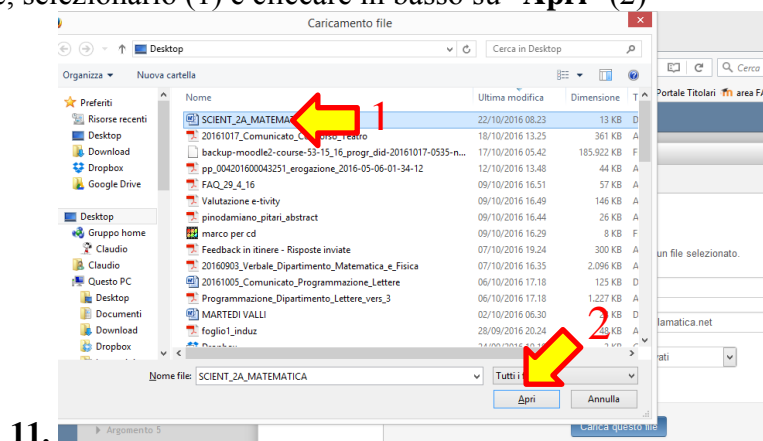 e, selezionarlo (1) e cliccare in basso su "Apri" (2)
Caricamento file
Desktop
Cerca in Desktop
Organizza
Nuova cartella
Cerca
Portale Titolari
area FA
Preferiti
Risorse recenti
Desktop
Download
Dropbox
Google Drive
Desktop
Gruppo home
Claudio
Claudio
Questo PC
Desktop
Documenti
Download
Dropbox
Nome Ultima modifica Dimensione T
SCIENT_2A_MATEMA 22/10/2016 08.23 13 KB D
1
20161017_Comunicato_ Teatro 18/10/2016 13.25 361 KB A
backup-moodle2-course-53-15_16_progr_did-20161017-0535-n... 17/10/2016 05.42 185.922 KB F
pp_004201600043251_erogazione_2016-05-06-01-34-12 12/10/2016 13.48 44 KB A
FAQ_29_4_16 09/10/2016 16.51 57 KB A
Valutazione e-tivity 09/10/2016 16.49 146 KB A
pinodamiano_pitari_abstract 09/10/2016 16.44 26 KB A
marco per cd 09/10/2016 16.29 8 KB F
Feedback in itinere - Risposte inviate 07/10/2016 19.24 300 KB A
20160903_Verbale_Dipartimento_Matematica_e_Fisica 07/10/2016 16.35 2.096 KB A
20161005_Comunicato_Programmazione_Lettere 06/10/2016 17.18 125 KB D
Programmazione_Dipartimento_Lettere_vers_3 06/10/2016 17.18 1.227 KB A
MARTEDI VALLI 02/10/2016 06.30 KB D
foglio1_induz 28/09/2016 20.24 48 KB A
2
un file selezionato.
lamatica.net
Nome file: SCIENT_2A_MATEMATICA
Tutti i
Apri
Annulla
11.
Argomento 5
Carica questo file